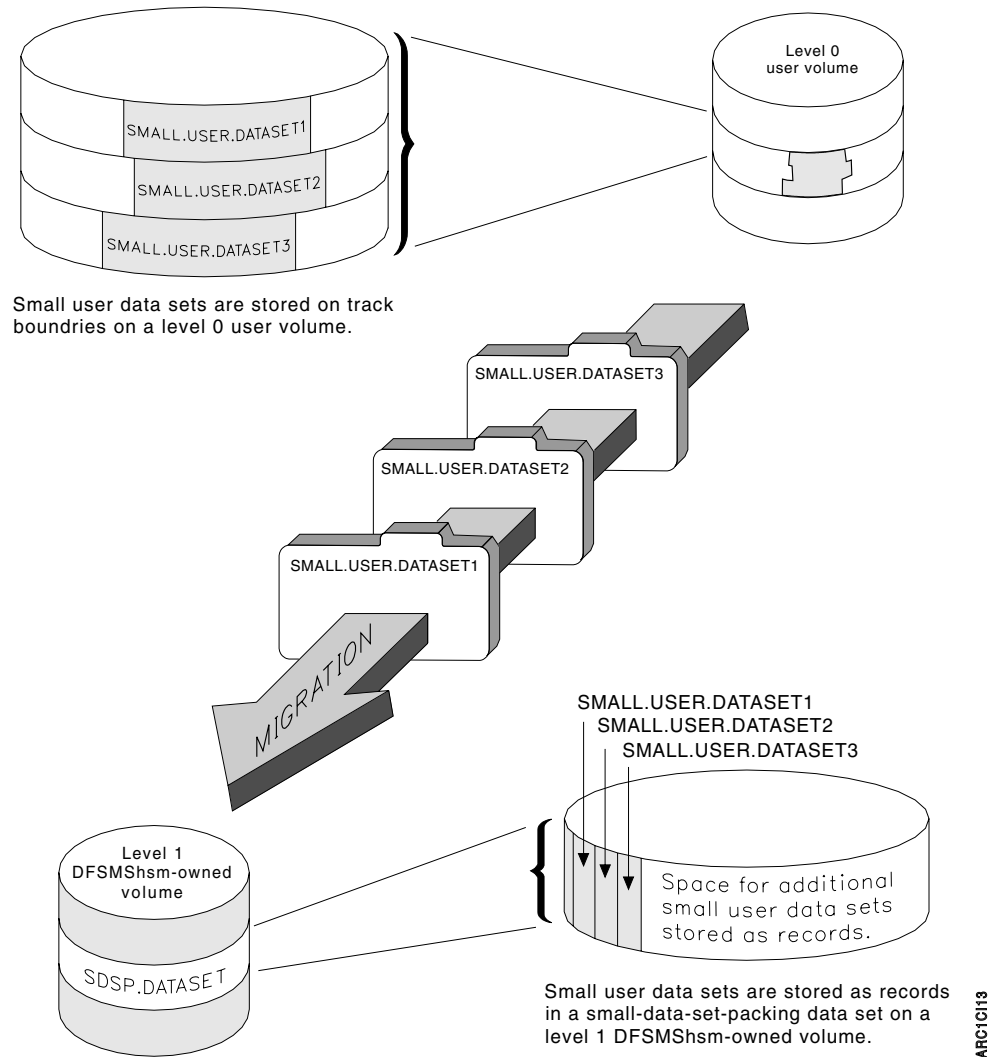 Level 0
user volume
SMALL.USER.DATASET1
SMALL.USER.DATASET2
SMALL.USER.DATASET3
Small user data sets are stored on track
boundries on a level 0 user volume.
SMALL.USER.DATASET3
SMALL.USER.DATASET2
SMALL.USER.DATASET1
MIGRATION
SMALL.USER.DATASET1
SMALL.USER.DATASET2
SMALL.USER.DATASET3
Level 1
DFSMShsm-owned
volume
SDSP.DATASET
Space for additional
small user data sets
stored as records.
Small user data sets are stored as records
in a small-data-set-packing data set on a
level 1 DFSMShsm-owned volume.
ARC1CI13